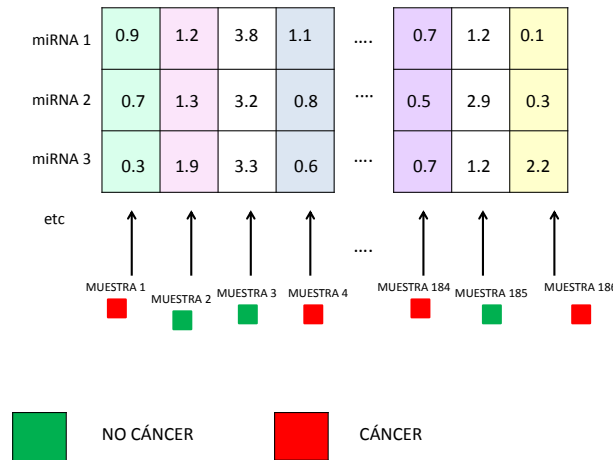 miRNA 1 0.9 1.2 3.8 1.1 .... 0.7 1.2 0.1
miRNA 2 0.7 1.3 3.2 0.8 .... 0.5 2.9 0.3
miRNA 3 0.3 1.9 3.3 0.6 .... 0.7 1.2 2.2
etc
....
MUESTRA 1 MUESTRA 2 MUESTRA 3 MUESTRA 4 MUESTRA 184 MUESTRA 185 MUESTRA 186
NO CÁNCER CÁNCER